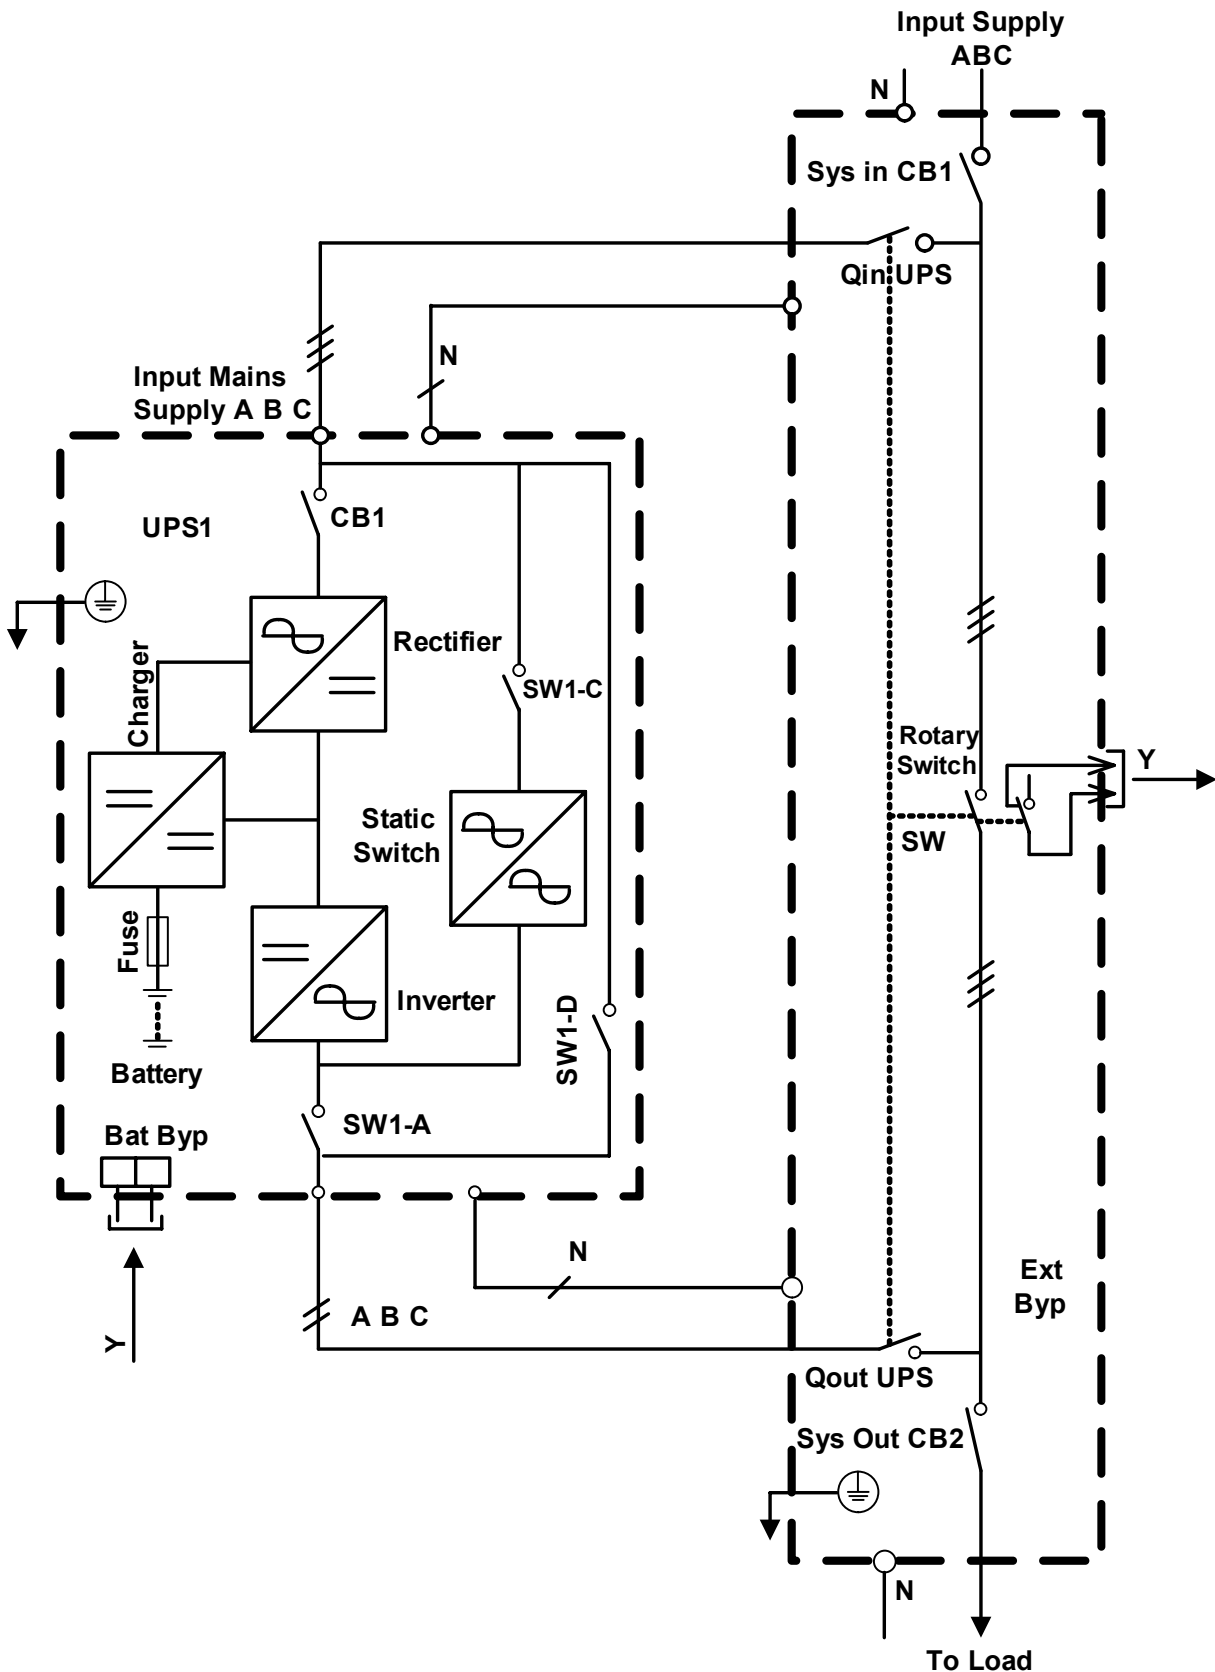 Input Supply
ABC
N
Sys in CB1
Qin UPS
N
Input Mains
Supply A B C
UPS1
CB1
Rectifier
Charger
SW1-C
Rotary
Switch
Y
SW
Static
Switch
Fuse
Inverter
SW1-D
Battery
SW1-A
Bat Byp
N
Ext
Byp
A B C
Y
Qout UPS
Sys Out CB2
N
To Load